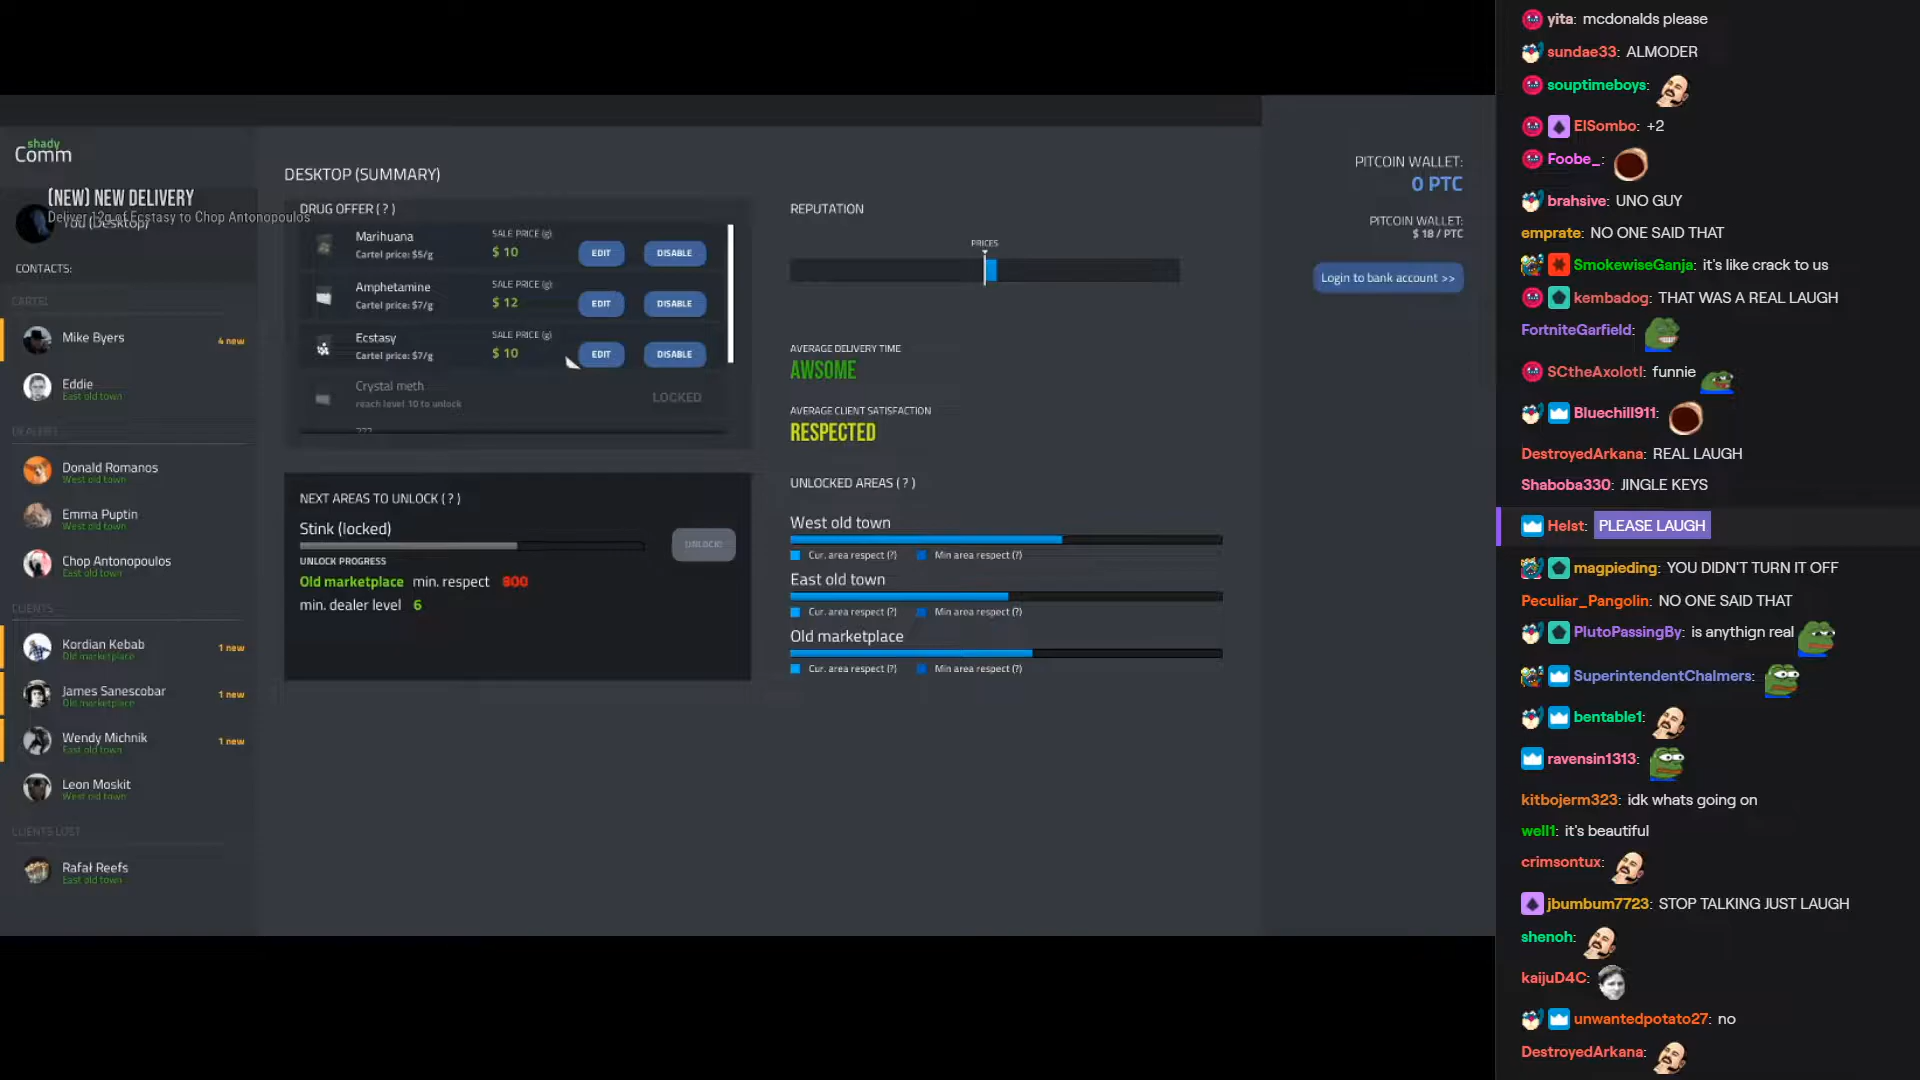 shady
Comm
(NEW) NEW DELIVERY
Deliver 12g of Ecstasy to Chop Antonopoulos
You (Desktop)
CONTACTS:
CARTEL
Mike Byers
4 new
Eddie
East old town
DEALERS
Donald Romanos
West old town
Emma Puptin
West old town
Chop Antonopoulos
East old town
CLIENTS
Kordian Kebab
1 new
Old marketplace
James Sanescobar
1 new
Old marketplace
Wendy Michnik
1 new
East old town
Leon Moskit
West old town
CLIENTS LOST
Rafał Reefs
East old town
DESKTOP (SUMMARY)
DRUG OFFER ( ? )
Marihuana
Cartel price: $5/g
SALE PRICE (g)
$ 10
EDIT
DISABLE
Amphetamine
Cartel price: $7/g
SALE PRICE (g)
$ 12
EDIT
DISABLE
Ecstasy
Cartel price: $7/g
SALE PRICE (g)
$ 10
EDIT
DISABLE
Crystal meth
reach level 10 to unlock
LOCKED
???
NEXT AREAS TO UNLOCK ( ? )
Stink (locked)
UNLOCK
UNLOCK PROGRESS
Old marketplace min. respect 800
min. dealer level 6
REPUTATION
PRICES
AVERAGE DELIVERY TIME
AWSOME
AVERAGE CLIENT SATISFACTION
RESPECTED
UNLOCKED AREAS ( ? )
West old town
Cur. area respect (?) Min area respect (?)
East old town
Cur. area respect (?) Min area respect (?)
Old marketplace
Cur. area respect (?) Min area respect (?)
PITCOIN WALLET:
0 PTC
PITCOIN WALLET:
$ 18 / PTC
Login to bank account >>
yita: mcdonalds please
sundae33: ALMODER
souptimeboys:
ElSombo: +2
Foobe_:
brahsive: UNO GUY
emprate: NO ONE SAID THAT
SmokewiseGanja: it's like crack to us
kembadog: THAT WAS A REAL LAUGH
FortniteGarfield:
SCtheAxolotl: funnie
Bluechill911:
DestroyedArkana: REAL LAUGH
Shaboba330: JINGLE KEYS
Helst: PLEASE LAUGH
magpieding: YOU DIDN'T TURN IT OFF
Peculiar_Pangolin: NO ONE SAID THAT
PlutoPassingBy: is anythign real
SuperintendentChalmers:
bentable1:
ravensin1313:
kitbojerm323: idk whats going on
well1: it's beautiful
crimsontux:
jbumbum7723: STOP TALKING JUST LAUGH
shenoh:
kaijuD4C:
unwantedpotato27: no
DestroyedArkana: